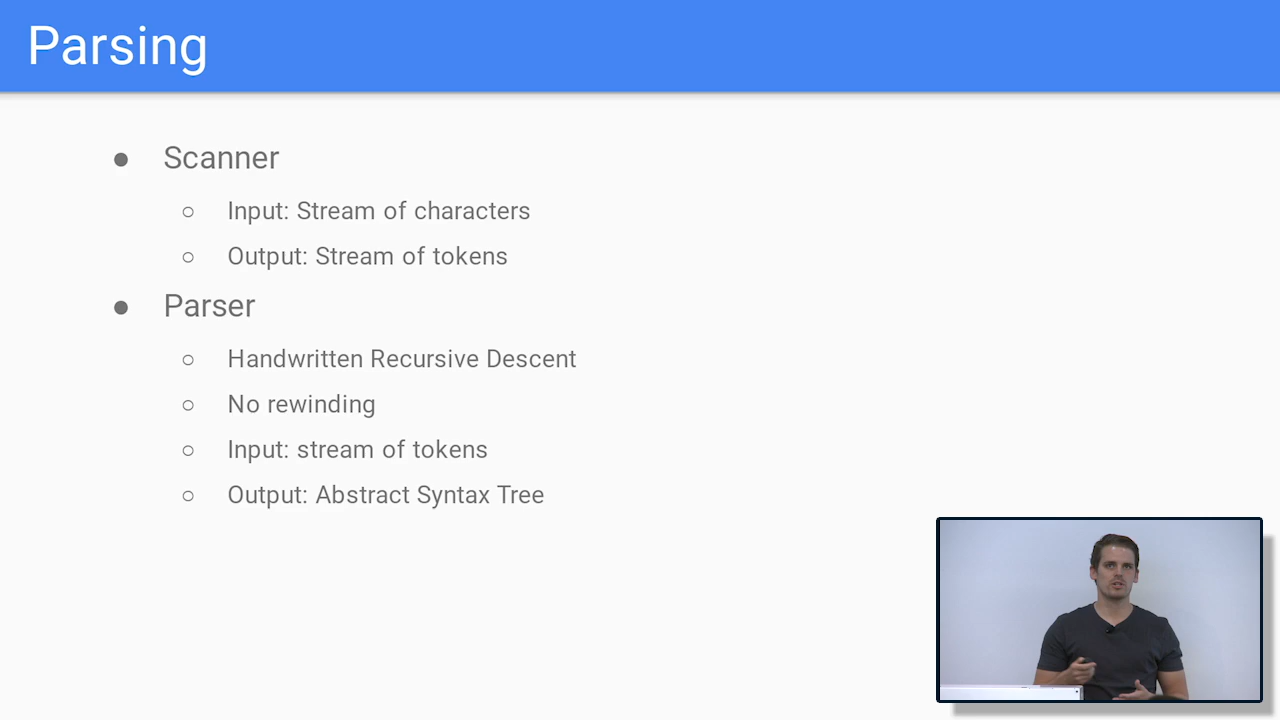 Parsing
● Scanner
○ Input: Stream of characters
○ Output: Stream of tokens
● Parser
○ Handwritten Recursive Descent
○ No rewinding
○ Input: stream of tokens
○ Output: Abstract Syntax Tree